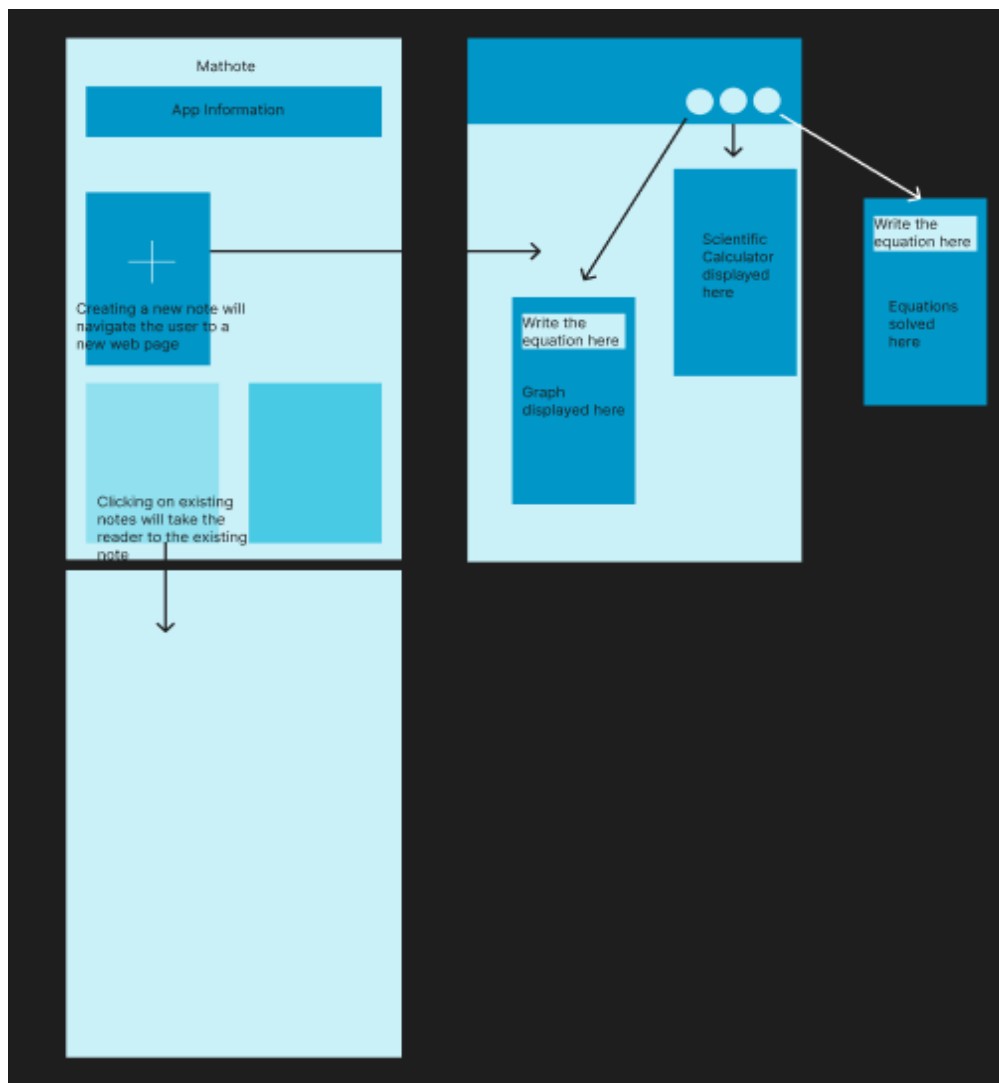 Mathote
App Information
Creating a new note will
navigate the user to a
new web page
Clicking on existing
notes will take the
reader to the existing
note
Write the
equation here
Graph
displayed here
Scientific
Calculator
displayed
here
Write the
equation here
Equations
solved
here